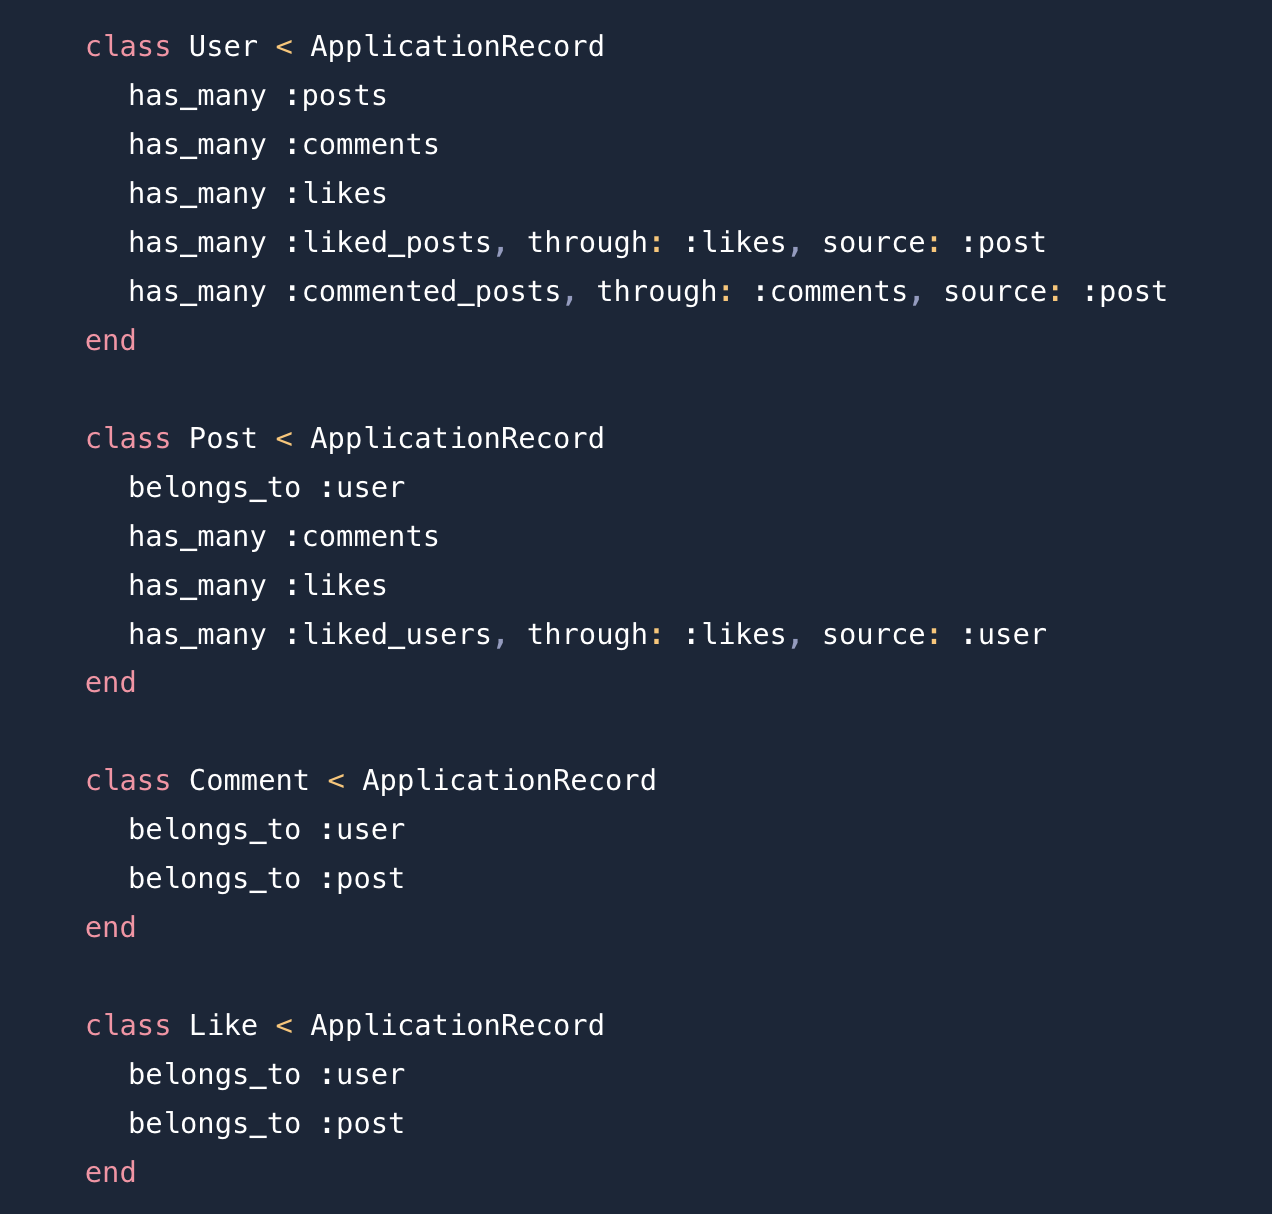 class User < ApplicationRecord
  has_many :posts
  has_many :comments
  has_many :likes
  has_many :liked_posts, through: :likes, source: :post
  has_many :commented_posts, through: :comments, source: :post
end

class Post < ApplicationRecord
  belongs_to :user
  has_many :comments
  has_many :likes
  has_many :liked_users, through: :likes, source: :user
end

class Comment < ApplicationRecord
  belongs_to :user
  belongs_to :post
end

class Like < ApplicationRecord
  belongs_to :user
  belongs_to :post
end